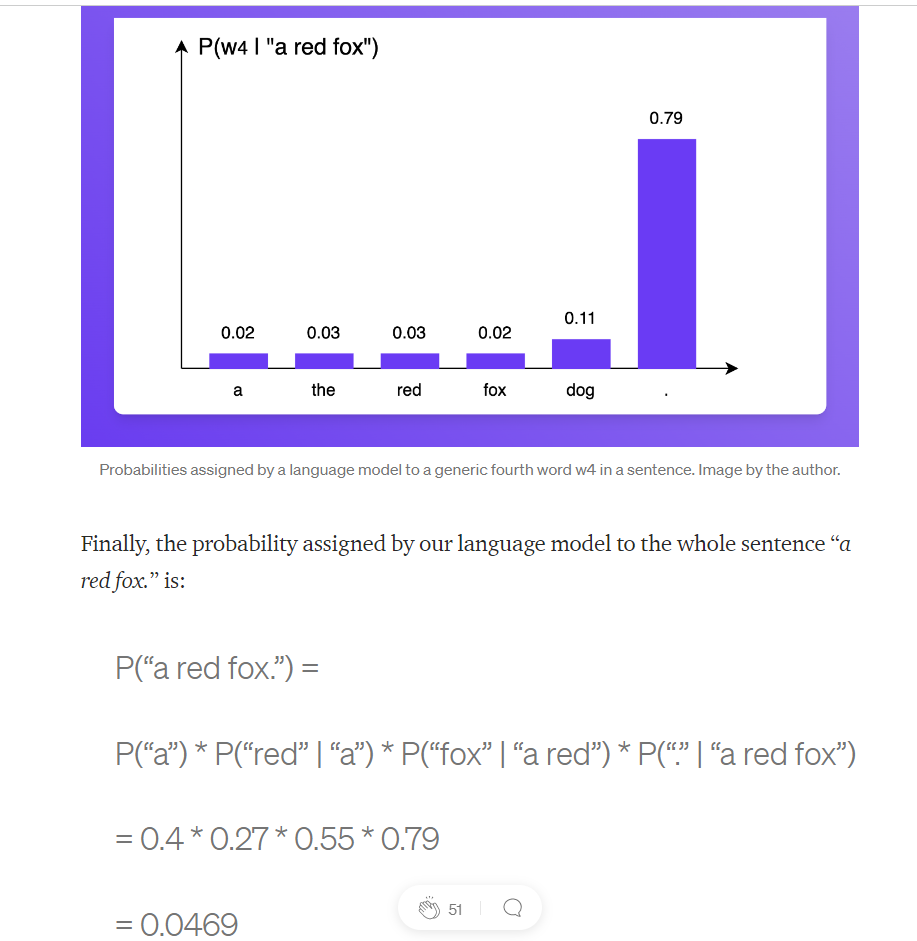 P(w4 | "a red fox")
0.79
0.11
0.02 0.03 0.03 0.02
a the red fox dog .
Probabilities assigned by a language model to a generic fourth word w4 in a sentence. Image by the author.
Finally, the probability assigned by our language model to the whole sentence “a
red fox.” is:
P(“a red fox.”) =
P(“a”) * P(“red” | “a”) * P(“fox” | “a red”) * P(“.” | “a red fox”)
= 0.4 * 0.27 * 0.55 * 0.79
= 0.0469
51